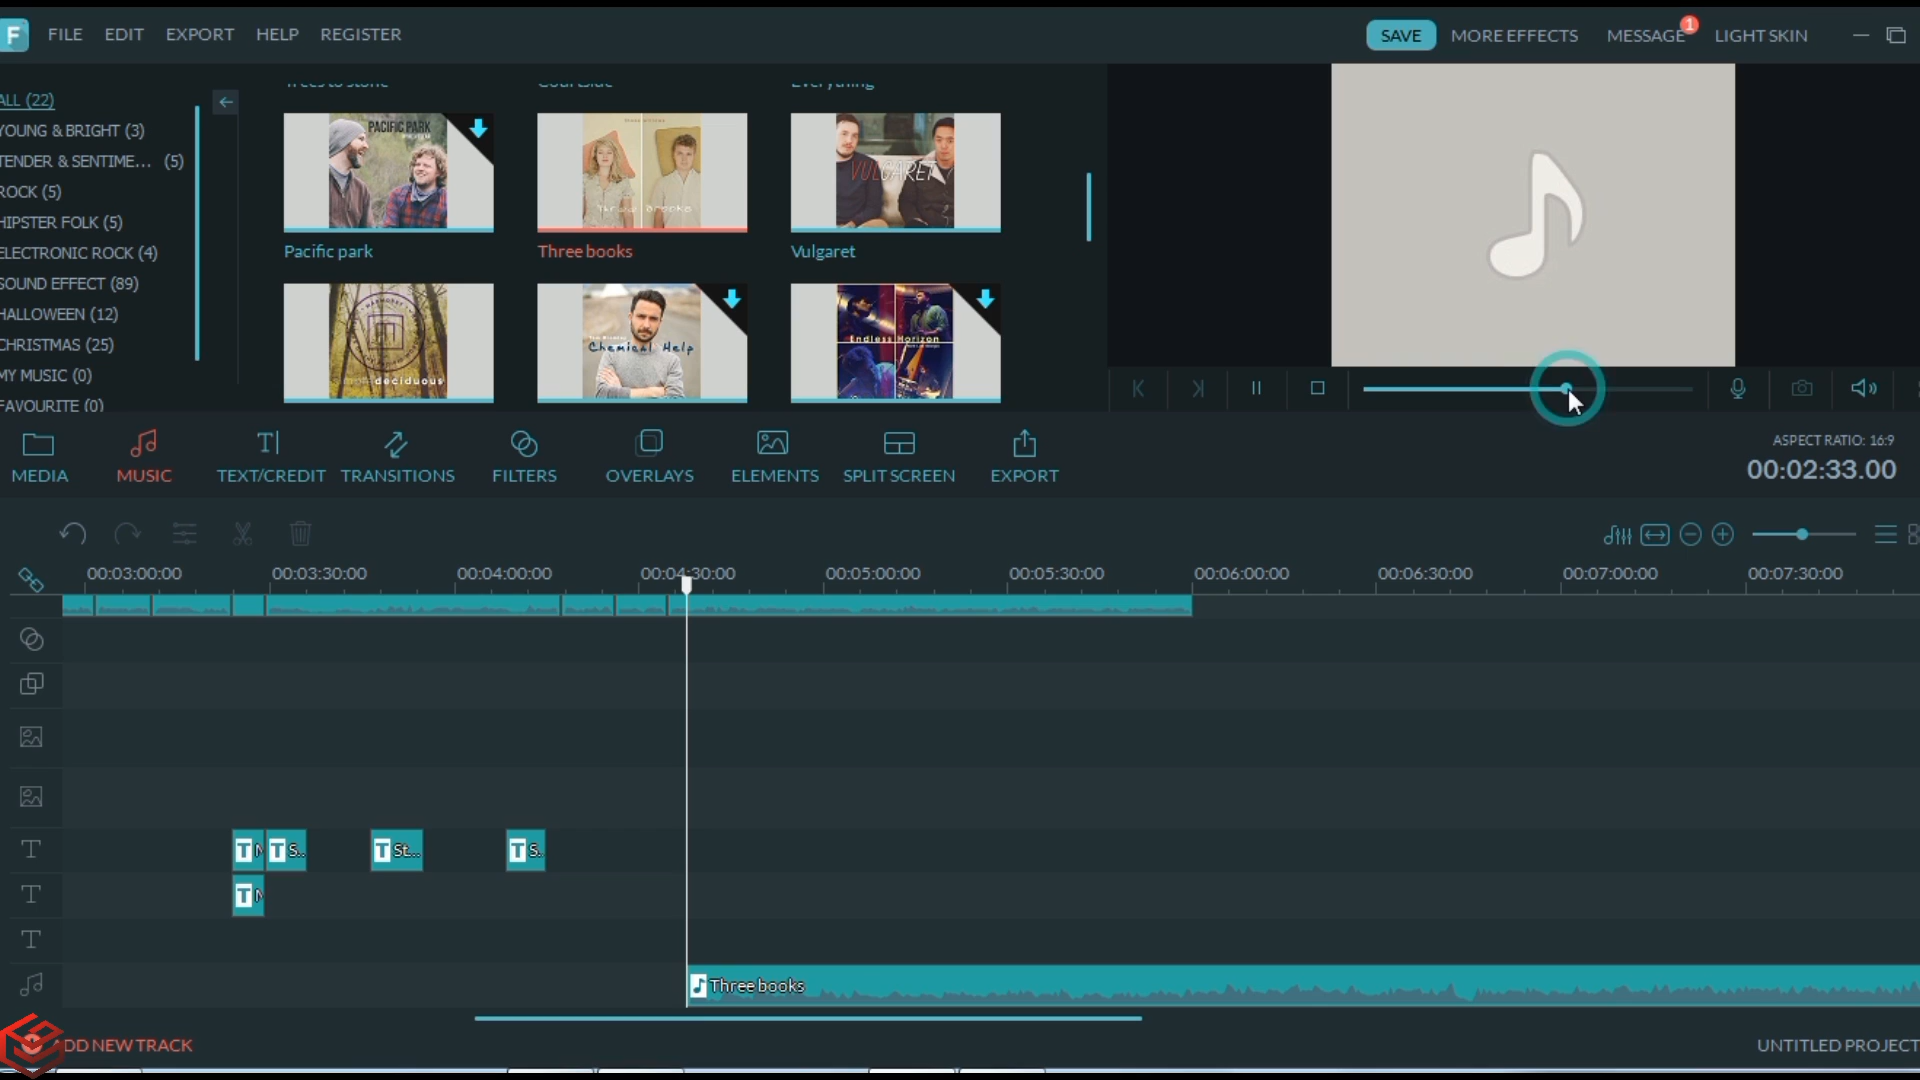 F FILE EDIT EXPORT HELP REGISTER SAVE MORE EFFECTS MESSAGE 1 LIGHT SKIN
ALL (22)
YOUNG & BRIGHT (3)
TENDER & SENTIME... (5)
ROCK (5)
HIPSTER FOLK (5)
ELECTRONIC ROCK (4)
SOUND EFFECT (89)
HALLOWEEN (12)
CHRISTMAS (25)
MY MUSIC (0)
FAVOURITE (0)
Trees to stone Courtside Everything
PACIFIC PARK
VULGARET
Pacific park Three books Vulgaret
deciduous
Chemical Help
Endless Horizon
MEDIA MUSIC TEXT/CREDIT TRANSITIONS FILTERS OVERLAYS ELEMENTS SPLIT SCREEN EXPORT
ASPECT RATIO: 16:9
00:02:33.00
00:03:00:00 00:03:30:00 00:04:00:00 00:04:30:00 00:05:00:00 00:05:30:00 00:06:00:00 00:06:30:00 00:07:00:00 00:07:30:00
T T S.. T St... T S.
T
Three books
DD NEW TRACK
UNTITLED PROJECT